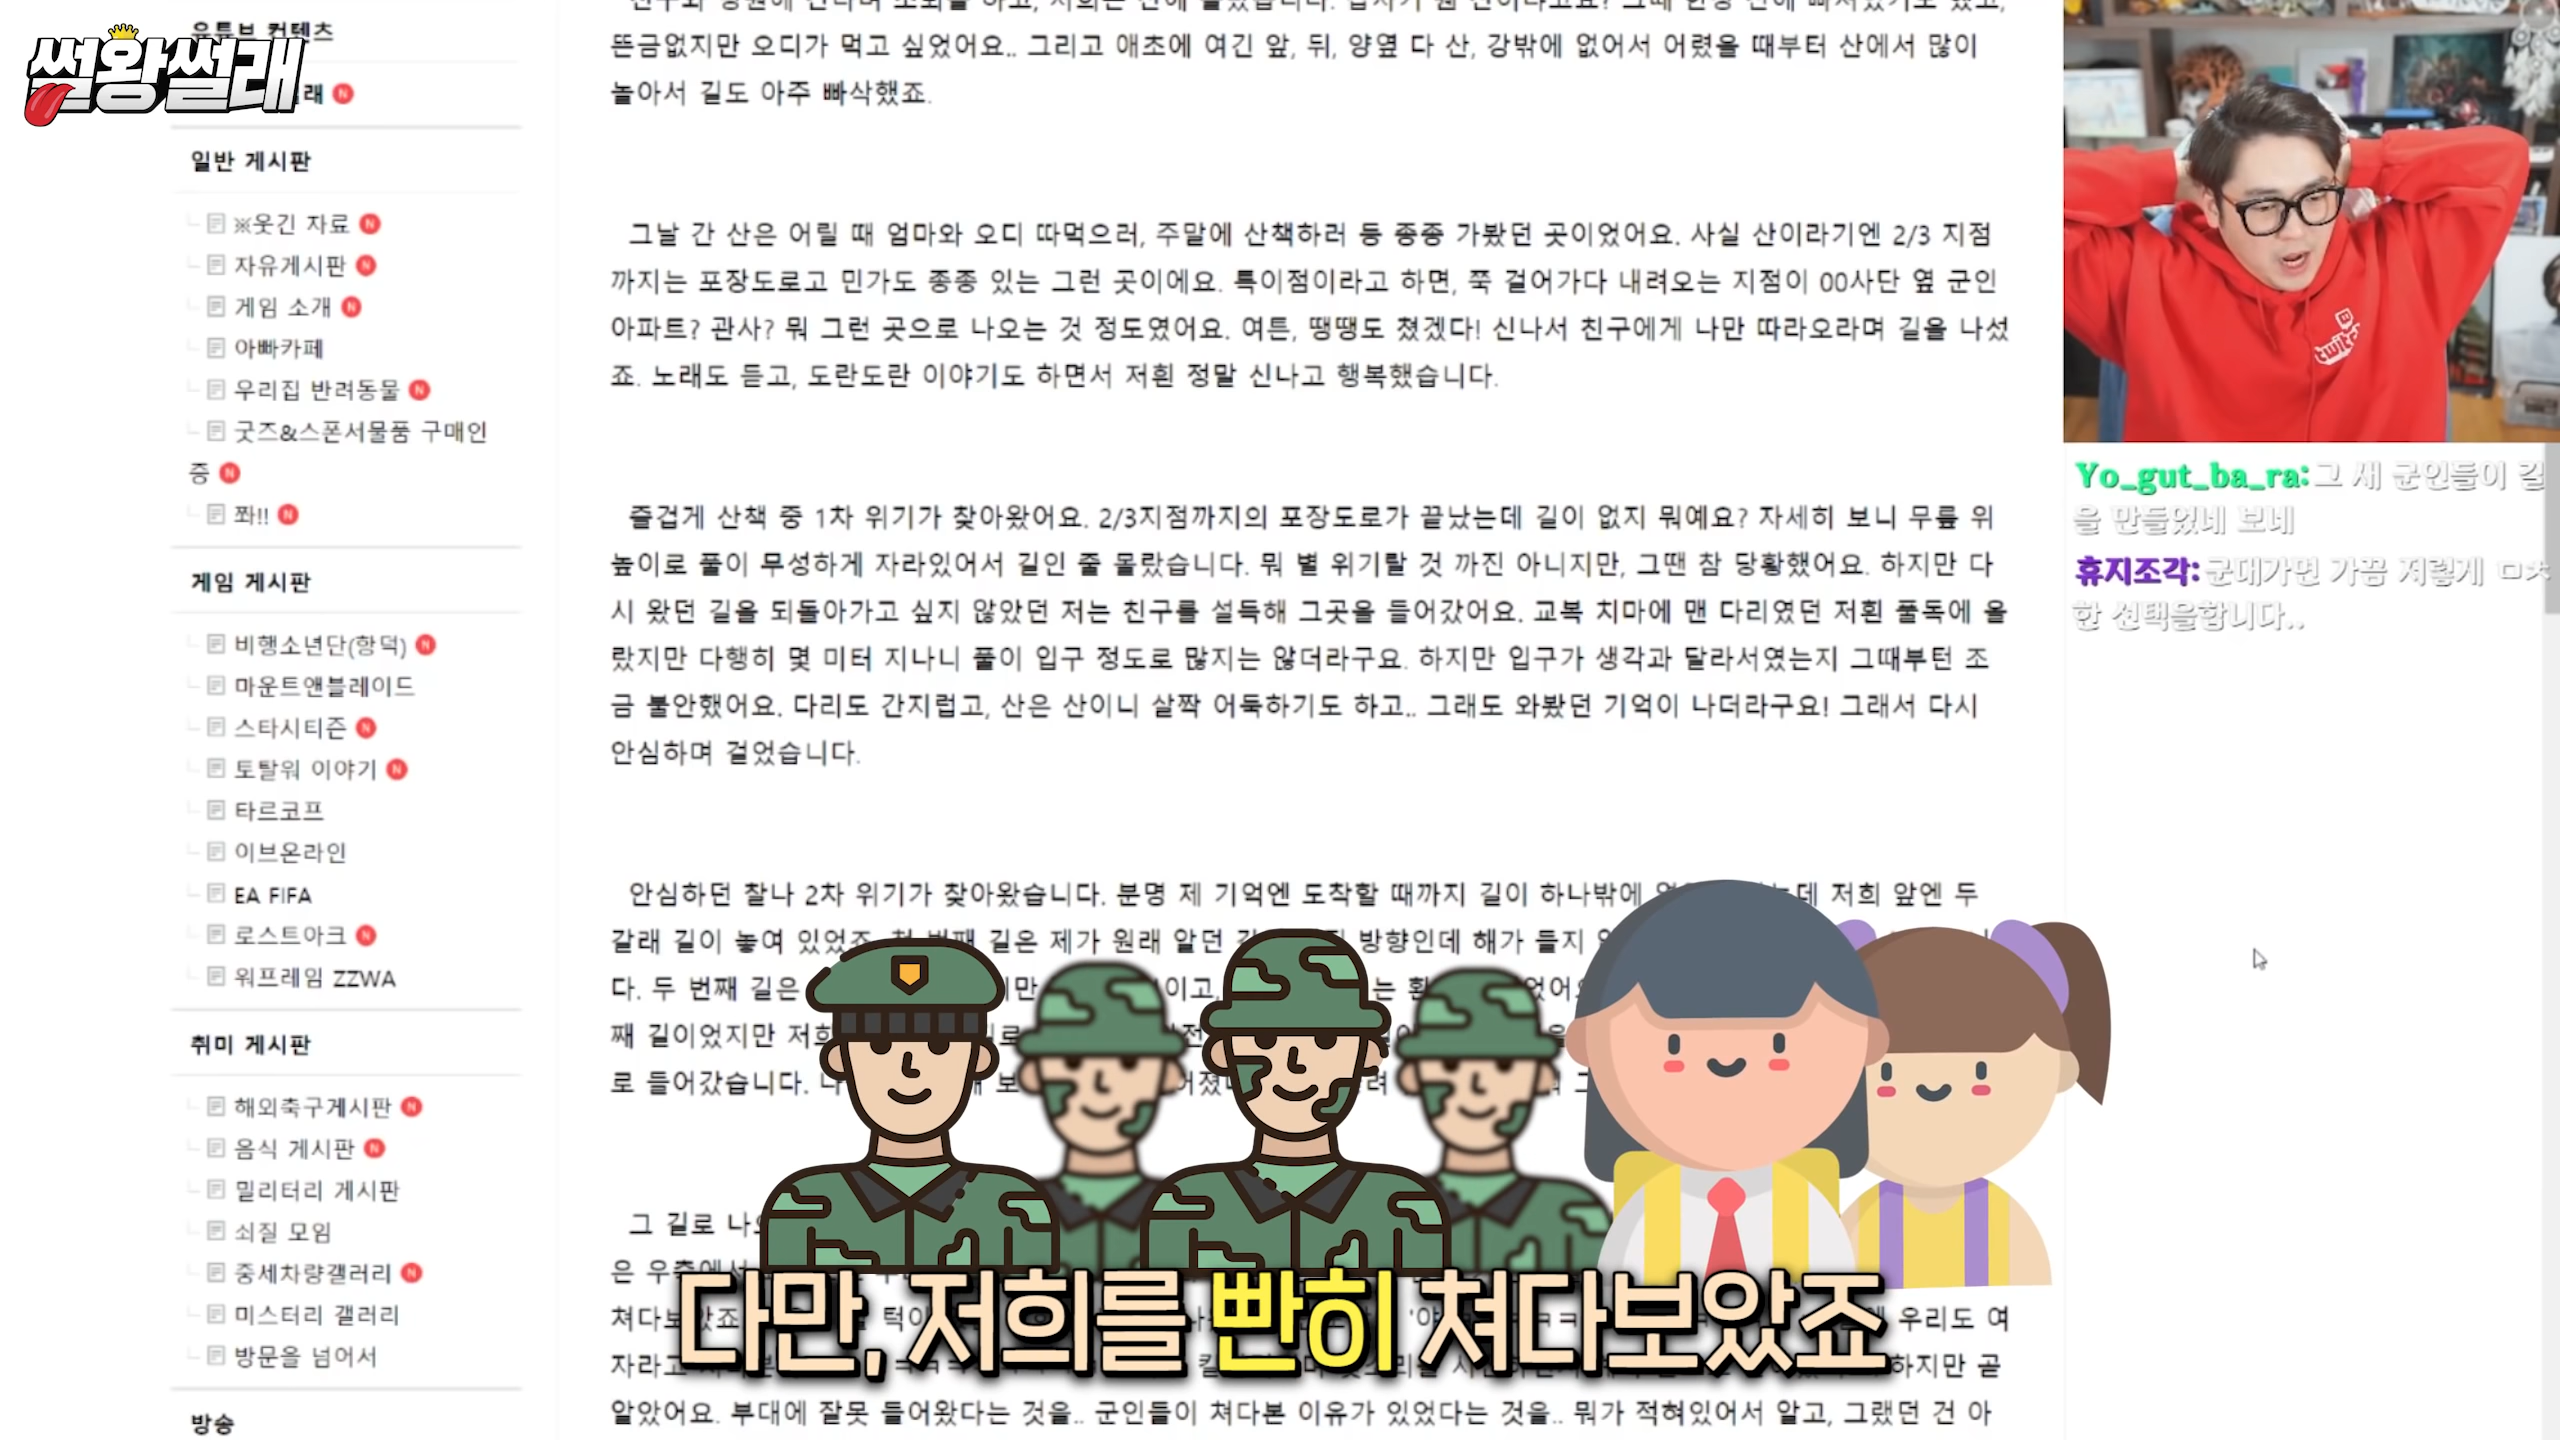 유튜브 컨텐츠
썰왕썰래
래 N
일반 게시판
※웃긴 자료 N
자유게시판 N
게임 소개 N
아빠카페
우리집 반려동물 N
굿즈&스폰서물품 구매인
증 N
쫘!! N
게임 게시판
비행소년단(항덕) N
마운트앤블레이드
스타시티즌 N
토탈워 이야기 N
타르코프
이브온라인
EA FIFA
로스트아크 N
워프레임 ZZWA
취미 게시판
해외축구게시판 N
음식 게시판 N
밀리터리 게시판
쇠질 모임
중세차량갤러리 N
미스터리 갤러리
방문을 넘어서
방송
뜬금없지만 오디가 먹고 싶었어요.. 그리고 애초에 여긴 앞, 뒤, 양옆 다 산, 강밖에 없어서 어렸을 때부터 산에서 많이
놀아서 길도 아주 빠삭했죠.
그날 간 산은 어릴 때 엄마와 오디 따먹으러, 주말에 산책하러 등 종종 가봤던 곳이었어요. 사실 산이라기엔 2/3 지점
까지는 포장도로고 민가도 종종 있는 그런 곳이에요. 특이점이라고 하면, 쭉 걸어가다 내려오는 지점이 00사단 옆 군인
아파트? 관사? 뭐 그런 곳으로 나오는 것 정도였어요. 여튼, 땡땡도 쳤겠다! 신나서 친구에게 나만 따라오라며 길을 나섰
죠. 노래도 듣고, 도란도란 이야기도 하면서 저흰 정말 신나고 행복했습니다.
즐겁게 산책 중 1차 위기가 찾아왔어요. 2/3지점까지의 포장도로가 끝났는데 길이 없지 뭐예요? 자세히 보니 무릎 위
높이로 풀이 무성하게 자라있어서 길인 줄 몰랐습니다. 뭐 별 위기랄 것 까진 아니지만, 그땐 참 당황했어요. 하지만 다
시 왔던 길을 되돌아가고 싶지 않았던 저는 친구를 설득해 그곳을 들어갔어요. 교복 치마에 맨 다리였던 저흰 풀독에 올
랐지만 다행히 몇 미터 지나니 풀이 입구 정도로 많지는 않더라구요. 하지만 입구가 생각과 달라서였는지 그때부턴 조
금 불안했어요. 다리도 간지럽고, 산은 산이니 살짝 어둑하기도 하고.. 그래도 와봤던 기억이 나더라구요! 그래서 다시
안심하며 걸었습니다.
안심하던 찰나 2차 위기가 찾아왔습니다. 분명 제 기억엔 도착할 때까지 길이 하나밖에 저희 앞엔 두
갈래 길이 놓여 있었죠. 첫 번째 길은 제가 원래 알던 방향인데 해가 들지
다. 두 번째 길은
째 길이었지만
로 들어갔습니다.
그 길로
은
우리도 여
자라고 하지만 곧
알았어요. 부대에 잘못 들어왔다는 것을.. 군인들이 쳐다본 이유가 있었다는 것을.. 뭐가 적혀있어서 알고, 그랬던 건 아
다만, 저희를 빤히 쳐다보았죠
twitch
Yo_gut_ba_ra: 그 새 군인들이 길
을 만들었네 보네
휴지조각: 군대가면 가끔 저렇게 ㅁㅊ
한 선택을합니다..